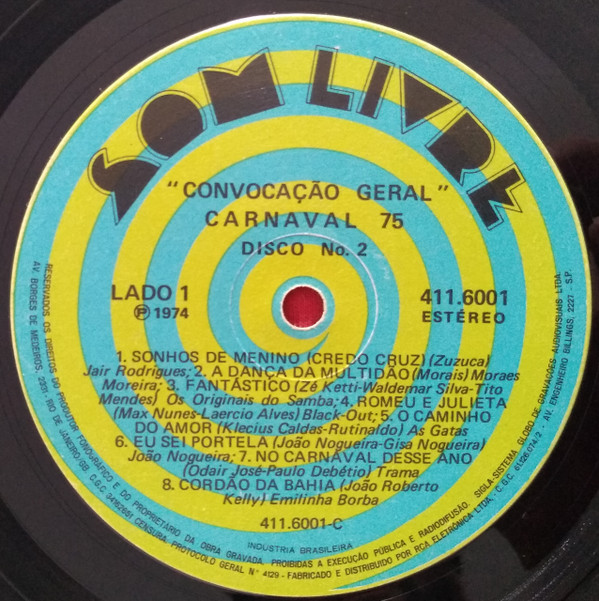 SOM LIVRE
"CONVOCAÇÃO GERAL"
CARNAVAL 75
DISCO No. 2
LADO 1
Ⓟ 1974
411.6001
ESTÉREO
1. SONHOS DE MENINO (CREDO CRUZ) (Zuzuca)
Jair Rodrigues; 2. A DANÇA DA MULTIDÃO (Morais) Moraes
Moreira; 3. FANTÁSTICO (Zé Ketti-Waldemar Silva-Tito
Mendes) Os Originais do Samba; 4. ROMEU E JULIETA
(Max Nunes-Laercio Alves) Black-Out; 5. O CAMINHO
DO AMOR (Klecius Caldas-Rutinaldo) As Gatas
6. EU SEI PORTELA (João Nogueira-Gisa Nogueira)
João Nogueira; 7. NO CARNAVAL DESSE ANO
(Odair José-Paulo Debétio) Trama
8. CORDÃO DA BAHIA (João Roberto
Kelly) Emilinha Borba
411.6001-C
INDUSTRIA BRASILEIRA
RESERVADOS OS DIREITOS DO PRODUTOR FONOGRÁFICO E DO PROPRIETÁRIO DA OBRA GRAVADA. PROIBIDAS A EXECUÇÃO PÚBLICA E RADIODIFUSÃO. SIGLA-SISTEMA GLOBO DE GRAVAÇÕES AUDIOVISUAIS LTDA.
AV. BORGES DE MEDEIROS, RIO DE JANEIRO/GB. C.G.C. CENSURA PROTOCOLO GERAL N° 4129 - FABRICADO E DISTRIBUIDO POR RCA ELETRÔNICA LTDA. - C.G.C. - AV. ENGENHEIRO BILLINGS, 2227 - S.P.